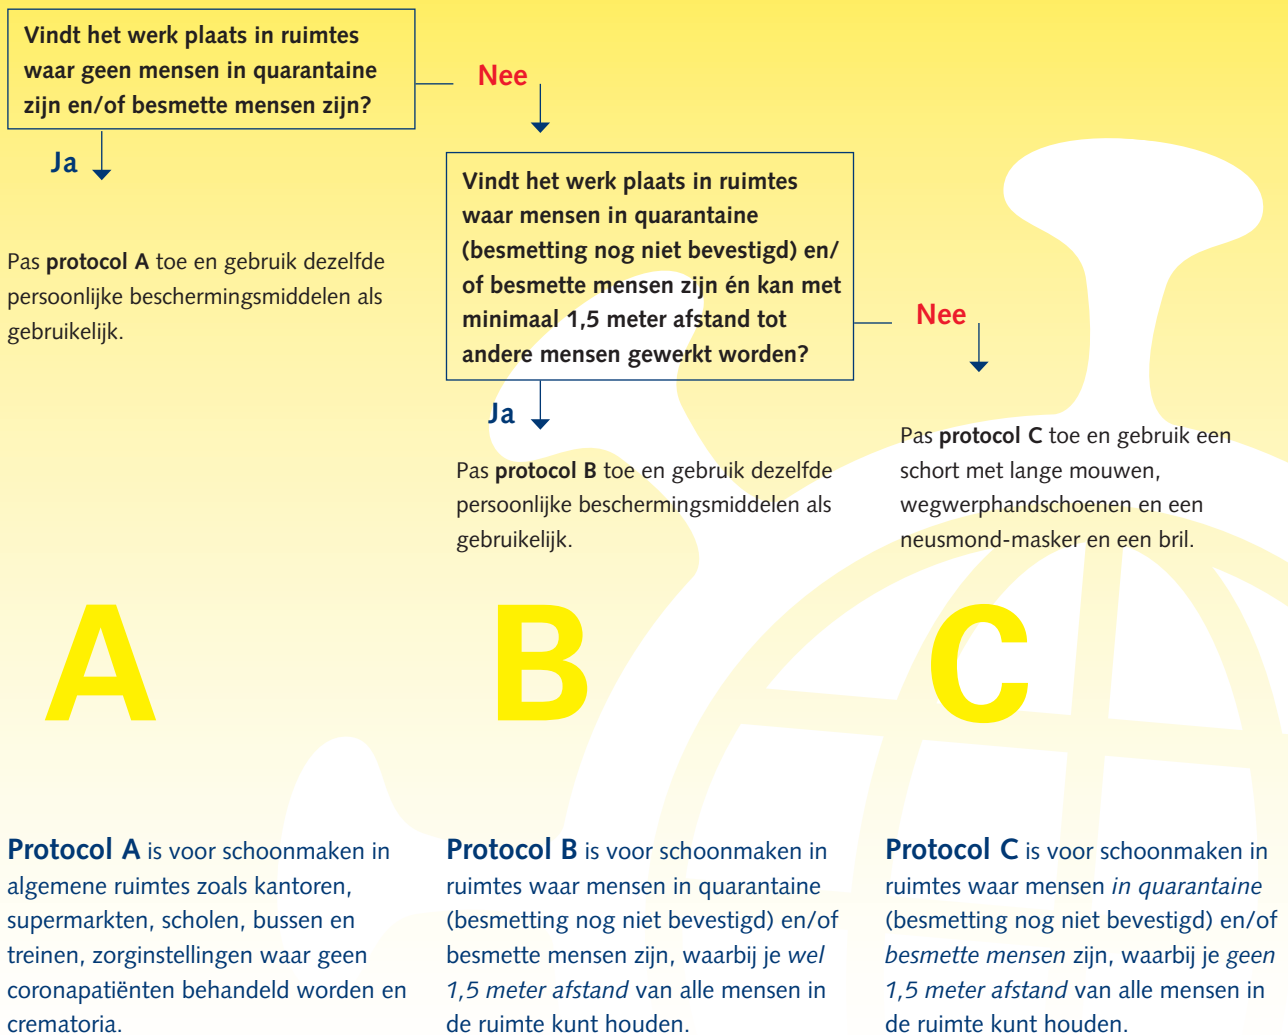 Vindt het werk plaats in ruimtes
waar geen mensen in quarantaine
zijn en/of besmette mensen zijn?
Nee
Ja
Pas protocol A toe en gebruik dezelfde
persoonlijke beschermingsmiddelen als
gebruikelijk.
Vindt het werk plaats in ruimtes
waar mensen in quarantaine
(besmetting nog niet bevestigd) en/
of besmette mensen zijn én kan met
minimaal 1,5 meter afstand tot
andere mensen gewerkt worden?
Nee
Ja
Pas protocol B toe en gebruik dezelfde
persoonlijke beschermingsmiddelen als
gebruikelijk.
Pas protocol C toe en gebruik een
schort met lange mouwen,
wegwerphandschoenen en een
neusmond-masker en een bril.
A
B
C
Protocol A is voor schoonmaken in
algemene ruimtes zoals kantoren,
supermarkten, scholen, bussen en
treinen, zorginstellingen waar geen
coronapatiënten behandeld worden en
crematoria.
Protocol B is voor schoonmaken in
ruimtes waar mensen in quarantaine
(besmetting nog niet bevestigd) en/of
besmette mensen zijn, waarbij je wel
1,5 meter afstand van alle mensen in
de ruimte kunt houden.
Protocol C is voor schoonmaken in
ruimtes waar mensen in quarantaine
(besmetting nog niet bevestigd) en/of
besmette mensen zijn, waarbij je geen
1,5 meter afstand van alle mensen in
de ruimte kunt houden.